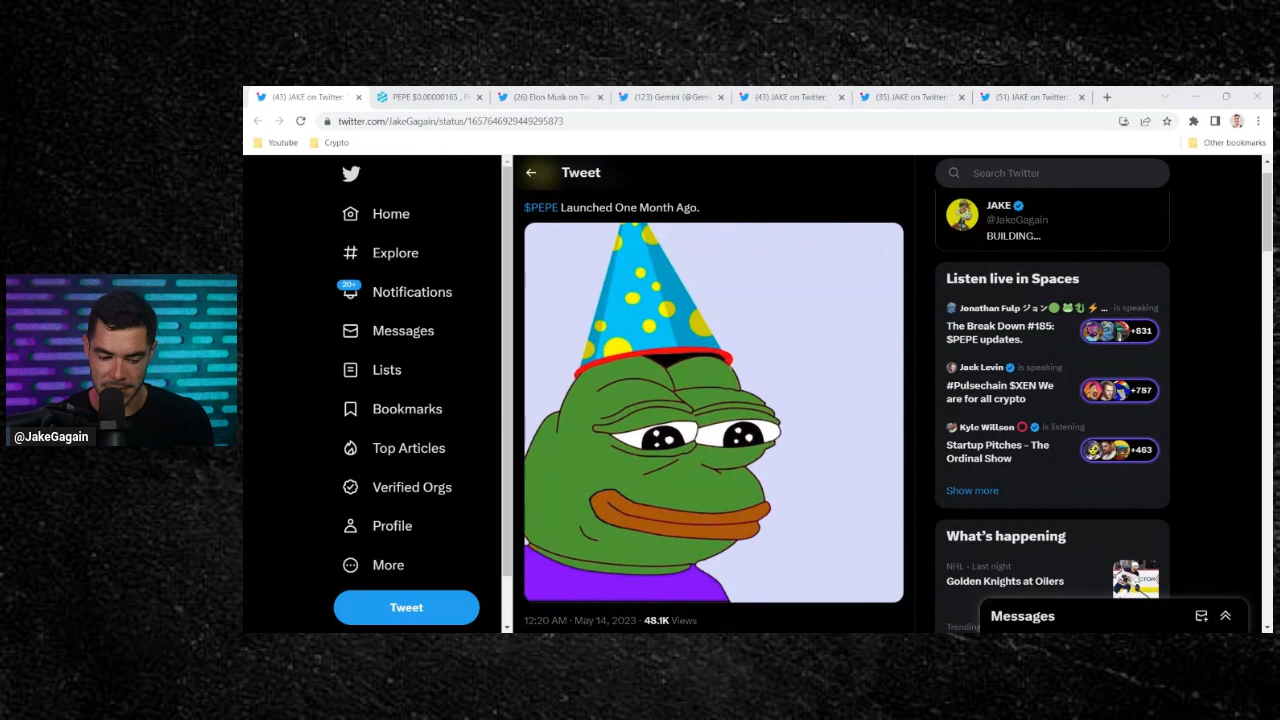 (43) JAKE on Twitter:
PEPE $0.00000165 , P
(26) Elon Musk on Tw
(123) Gemini (@Gem
(43) JAKE on Twitter:
(35) JAKE on Twitter:
(51) JAKE on Twitter:
twitter.com/JakeGagain/status/1657646929449295873
Youtube
Crypto
Other bookmarks
Home
Explore
20+
Notifications
Messages
Lists
Bookmarks
Top Articles
Verified Orgs
Profile
More
Tweet
@JakeGagain
Tweet
$PEPE Launched One Month Ago.
12:20 AM · May 14, 2023 · 48.1K Views
Search Twitter
JAKE
@JakeGagain
BUILDING...
Listen live in Spaces
Jonathan Fulp ジョン ... is speaking
The Break Down #185:
$PEPE updates.
+831
Jack Levin is speaking
#Pulsechain $XEN We
are for all crypto
+787
Kyle Willson is listening
Startup Pitches - The
Ordinal Show
+463
Show more
What's happening
NHL · Last night
Golden Knights at Oilers
Trending
Messages